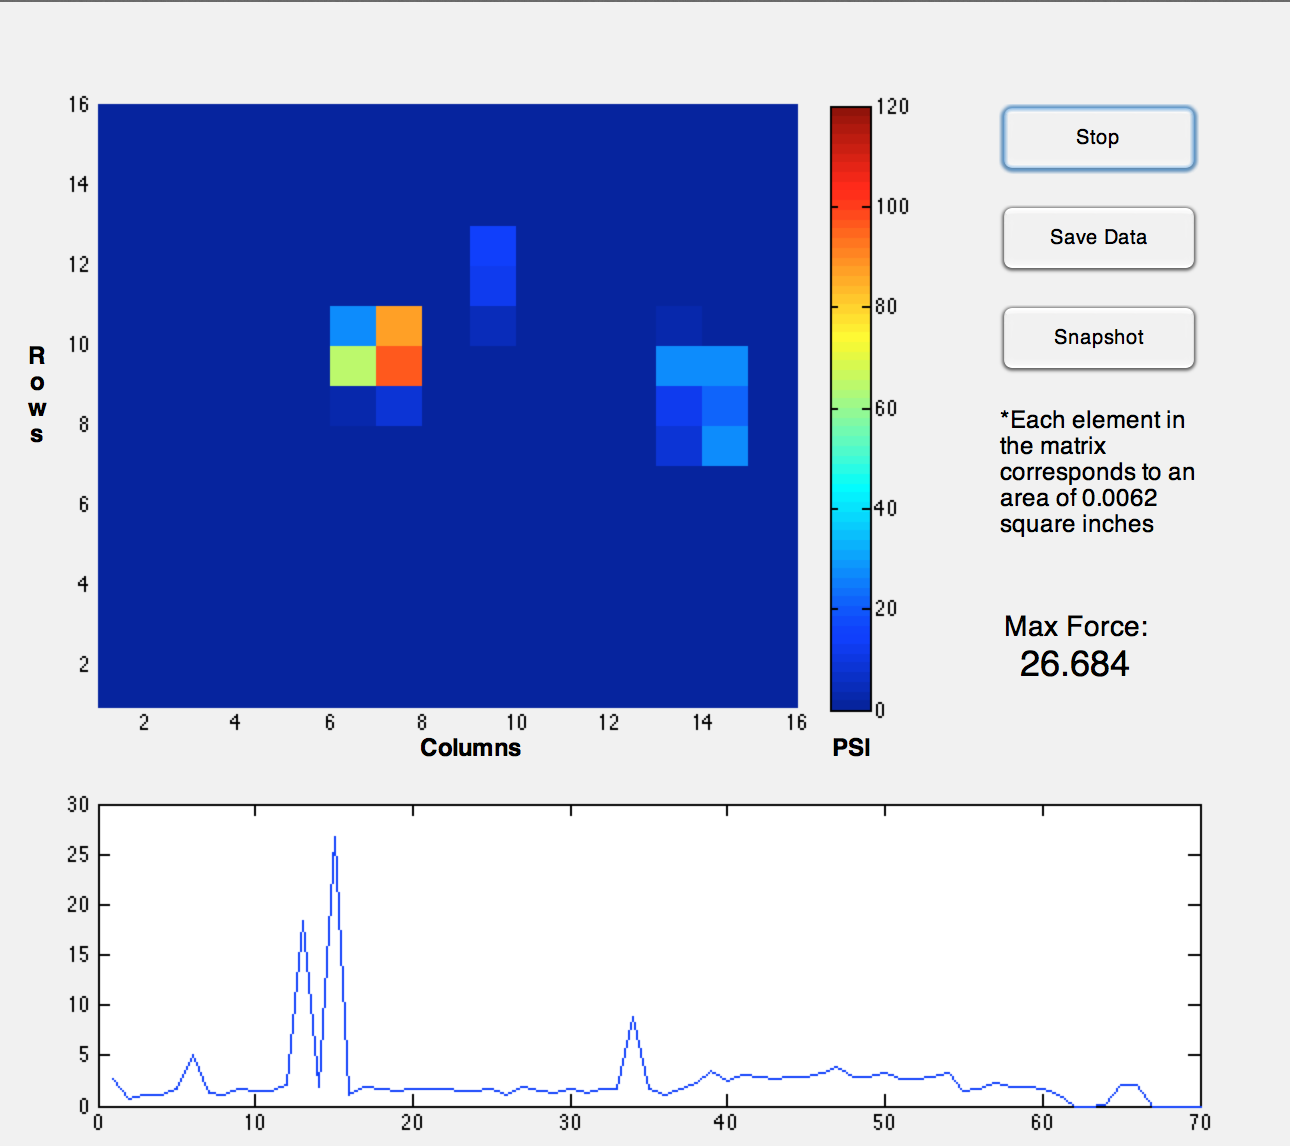 16
14
12
10
8
6
4
2
R
o
w
s
2 4 6 8 10 12 14 16
Columns
120
100
80
60
40
20
0
PSI
Stop
Save Data
Snapshot
*Each element in
the matrix
corresponds to an
area of 0.0062
square inches
Max Force:
26.684
30
25
20
15
10
5
0
0 10 20 30 40 50 60 70